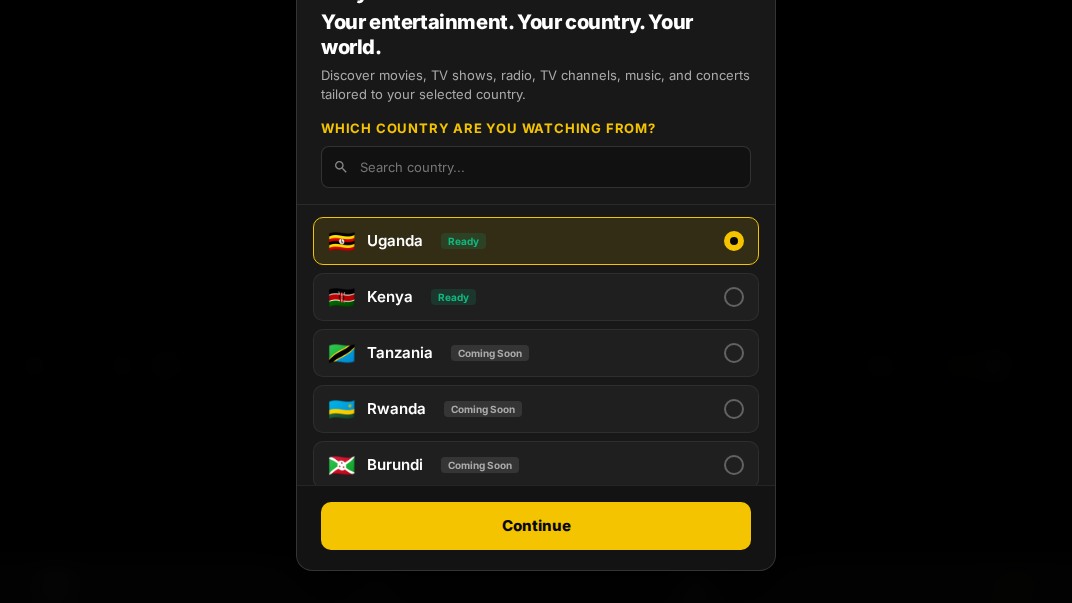 Your entertainment. Your country. Your
world.
Discover movies, TV shows, radio, TV channels, music, and concerts
tailored to your selected country.
WHICH COUNTRY ARE YOU WATCHING FROM?
Search country...
Uganda Ready
Kenya Ready
Tanzania Coming Soon
Rwanda Coming Soon
Burundi Coming Soon
Continue